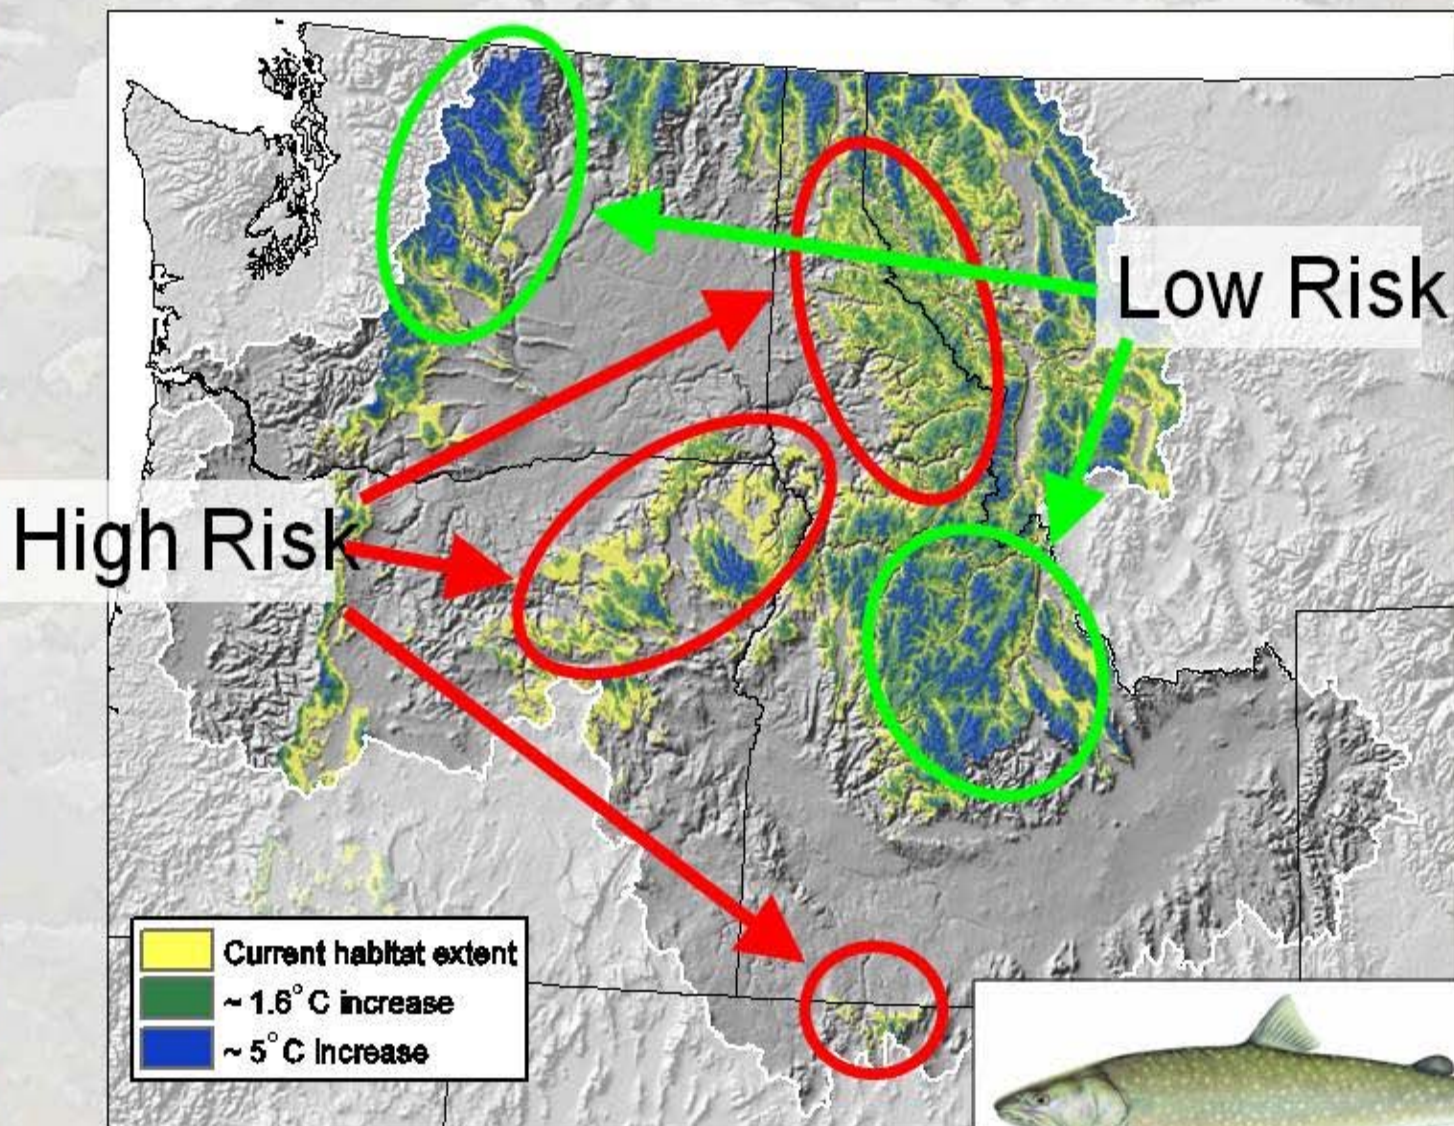 Low Risk
High Risk
Current habitat extent
~ 1.6° C increase
~ 5° C increase